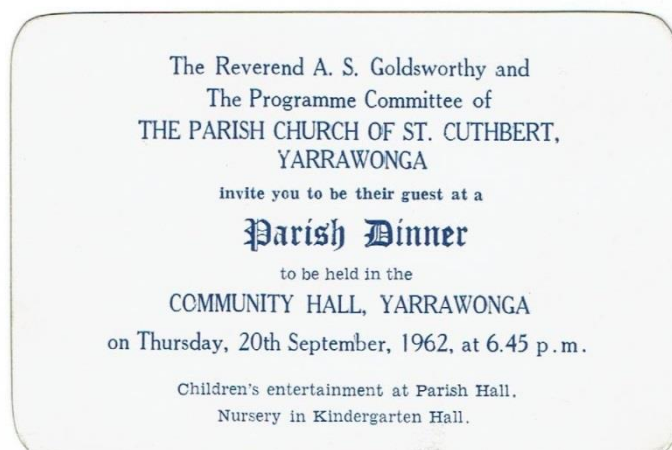 The Reverend A. S. Goldsworthy and
The Programme Committee of
THE PARISH CHURCH OF ST. CUTHBERT,
YARRAWONGA
invite you to be their guest at a
Parish Dinner
to be held in the
COMMUNITY HALL, YARRAWONGA
on Thursday, 20th September, 1962, at 6.45 p.m.
Children's entertainment at Parish Hall.
Nursery in Kindergarten Hall.